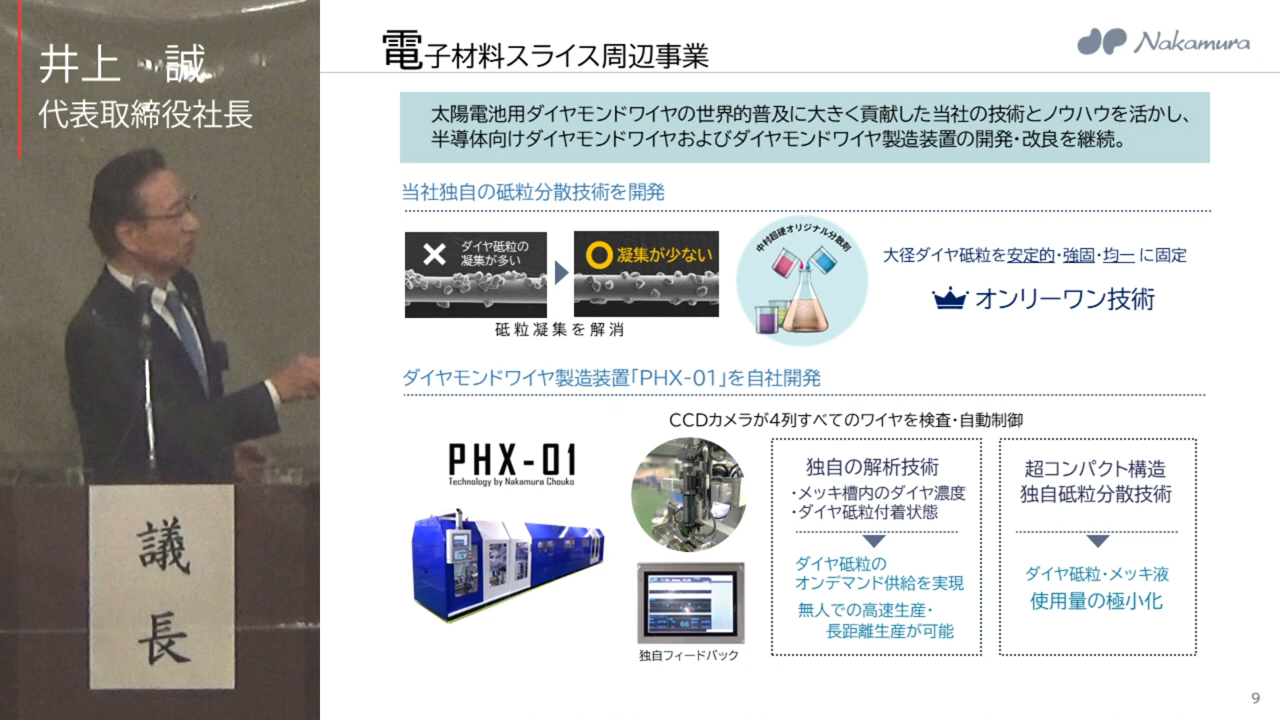 井上 誠
代表取締役社長
議
長
電子材料スライス周辺事業
Nakamura
太陽電池用ダイヤモンドワイヤの世界的普及に大きく貢献した当社の技術とノウハウを活かし、
半導体向けダイヤモンドワイヤおよびダイヤモンドワイヤ製造装置の開発・改良を継続。
当社独自の砥粒分散技術を開発
ダイヤ砥粒の
凝集が多い
凝集が少ない
砥粒凝集を解消
中村超硬オリジナル分散剤
大径ダイヤ砥粒を安定的・強固・均一に固定
オンリーワン技術
ダイヤモンドワイヤ製造装置「PHX-01」を自社開発
CCDカメラが4列すべてのワイヤを検査・自動制御
PHX-01
Technology by Nakamura Chouko
独自フィードバック
独自の解析技術
・メッキ槽内のダイヤ濃度
・ダイヤ砥粒付着状態
ダイヤ砥粒の
オンデマンド供給を実現
無人での高速生産・
長距離生産が可能
超コンパクト構造
独自砥粒分散技術
ダイヤ砥粒・メッキ液
使用量の極小化
9